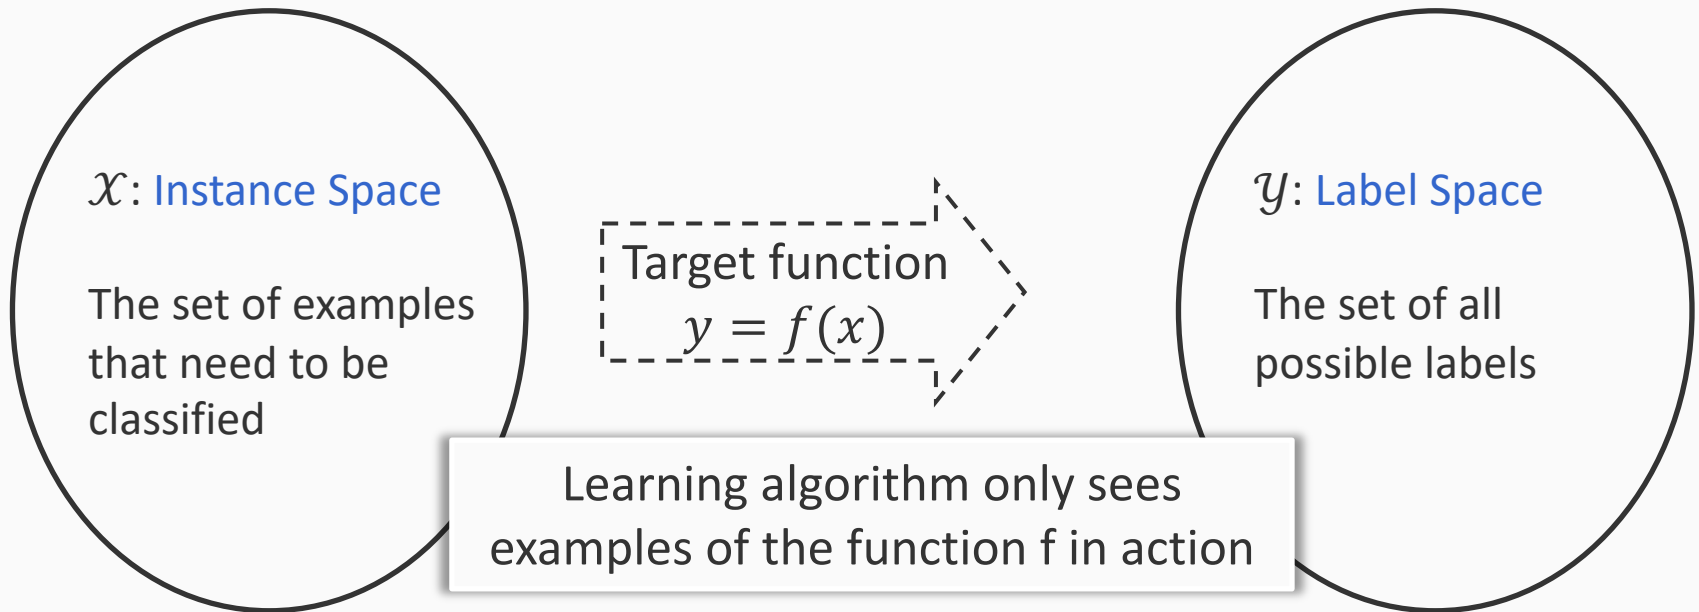 𝒳: Instance Space
The set of examples
that need to be
classified
Target function
y = f(x)
𝒴: Label Space
The set of all
possible labels
Learning algorithm only sees
examples of the function f in action